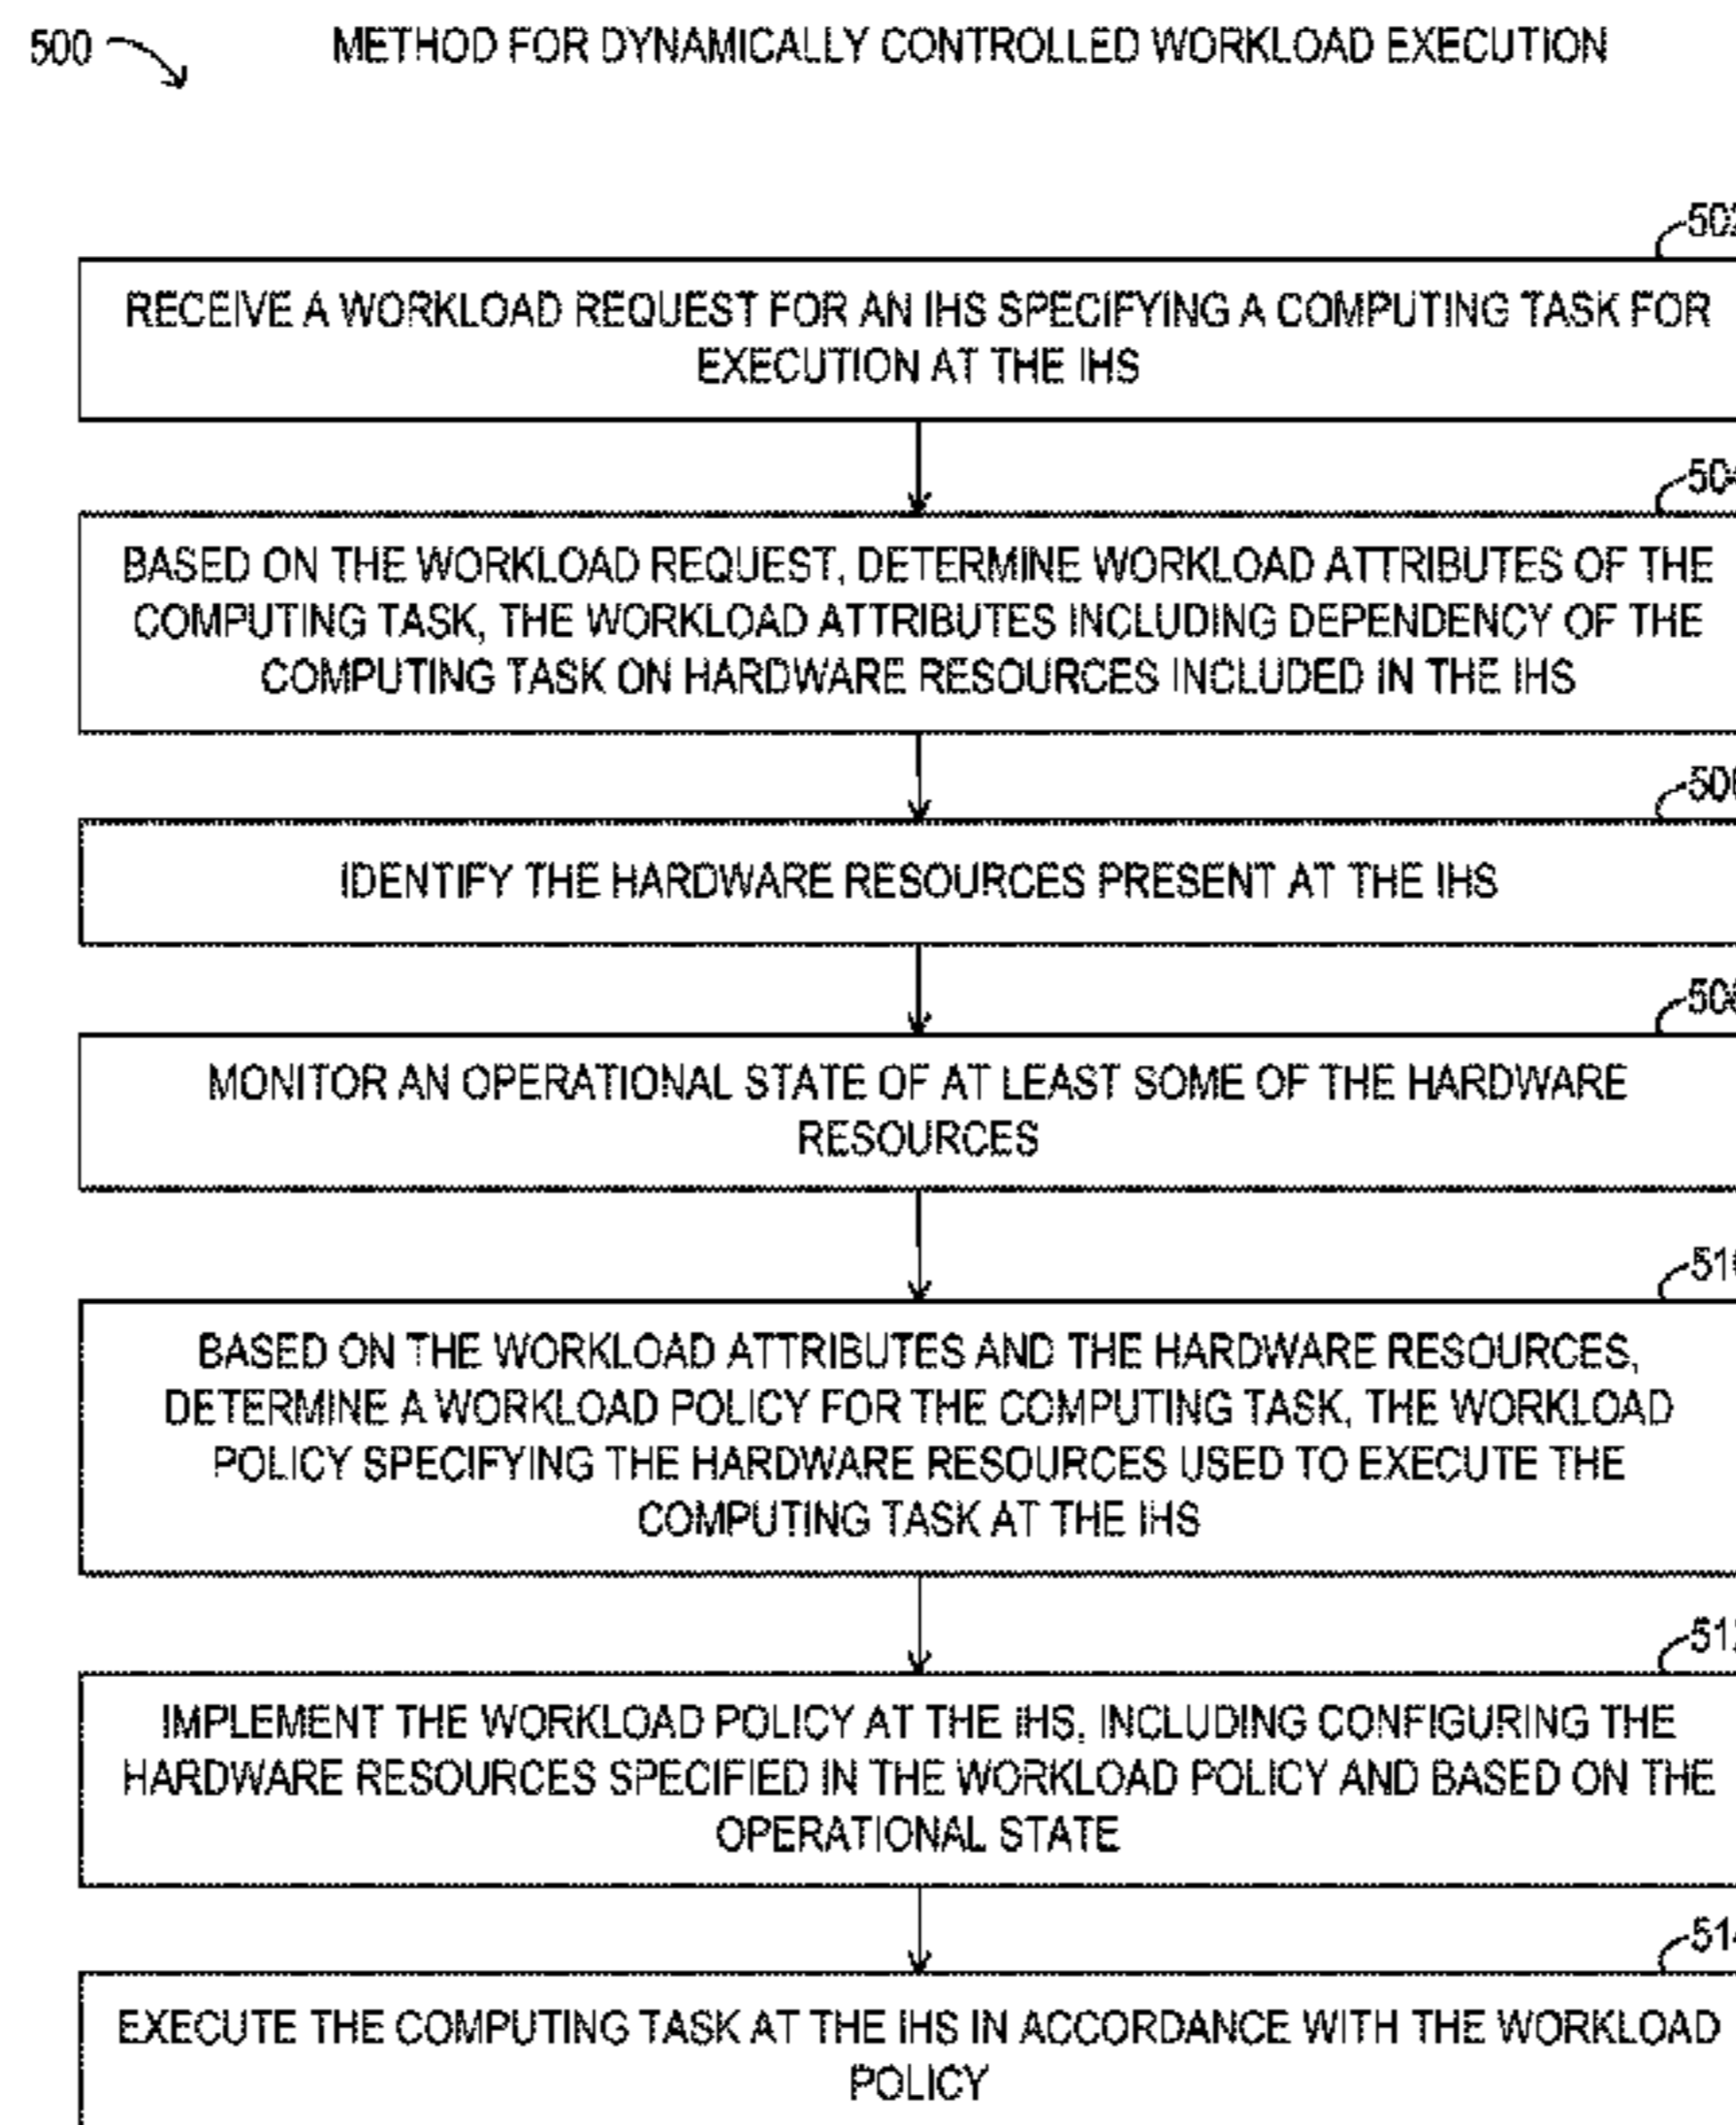 500
METHOD FOR DYNAMICALLY CONTROLLED WORKLOAD EXECUTION
502
RECEIVE A WORKLOAD REQUEST FOR AN IHS SPECIFYING A COMPUTING TASK FOR
EXECUTION AT THE IHS
504
BASED ON THE WORKLOAD REQUEST, DETERMINE WORKLOAD ATTRIBUTES OF THE
COMPUTING TASK, THE WORKLOAD ATTRIBUTES INCLUDING DEPENDENCY OF THE
COMPUTING TASK ON HARDWARE RESOURCES INCLUDED IN THE IHS
IDENTIFY THE HARDWARE RESOURCES PRESENT AT THE IHS
MONITOR AN OPERATIONAL STATE OF AT LEAST SOME OF THE HARDWARE
RESOURCES
BASED ON THE WORKLOAD ATTRIBUTES AND THE HARDWARE RESOURCES,
DETERMINE A WORKLOAD POLICY FOR THE COMPUTING TASK, THE WORKLOAD
POLICY SPECIFYING THE HARDWARE RESOURCES USED TO EXECUTE THE
COMPUTING TASK AT THE IHS
IMPLEMENT THE WORKLOAD POLICY AT THE IHS, INCLUDING CONFIGURING THE
HARDWARE RESOURCES SPECIFIED IN THE WORKLOAD POLICY AND BASED ON THE
OPERATIONAL STATE
514
EXECUTE THE COMPUTING TASK AT THE IHS IN ACCORDANCE WITH THE WORKLOAD
POLICY